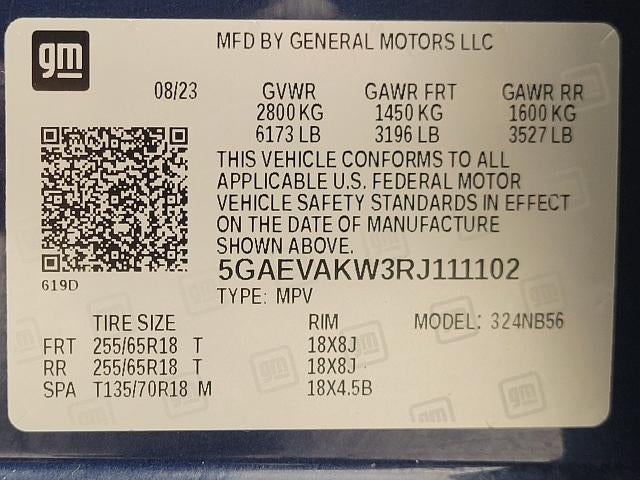 gm
MFD BY GENERAL MOTORS LLC
08/23 GVWR GAWR FRT GAWR RR
2800 KG 1450 KG 1600 KG
6173 LB 3196 LB 3527 LB
THIS VEHICLE CONFORMS TO ALL
APPLICABLE U.S. FEDERAL MOTOR
VEHICLE SAFETY STANDARDS IN EFFECT
ON THE DATE OF MANUFACTURE
SHOWN ABOVE.
5GAEVAKW3RJ111102
619D
TYPE: MPV
TIRE SIZE RIM MODEL: 324NB56
FRT 255/65R18 T 18X8J
RR 255/65R18 T 18X8J
SPA T135/70R18 M 18X4.5B